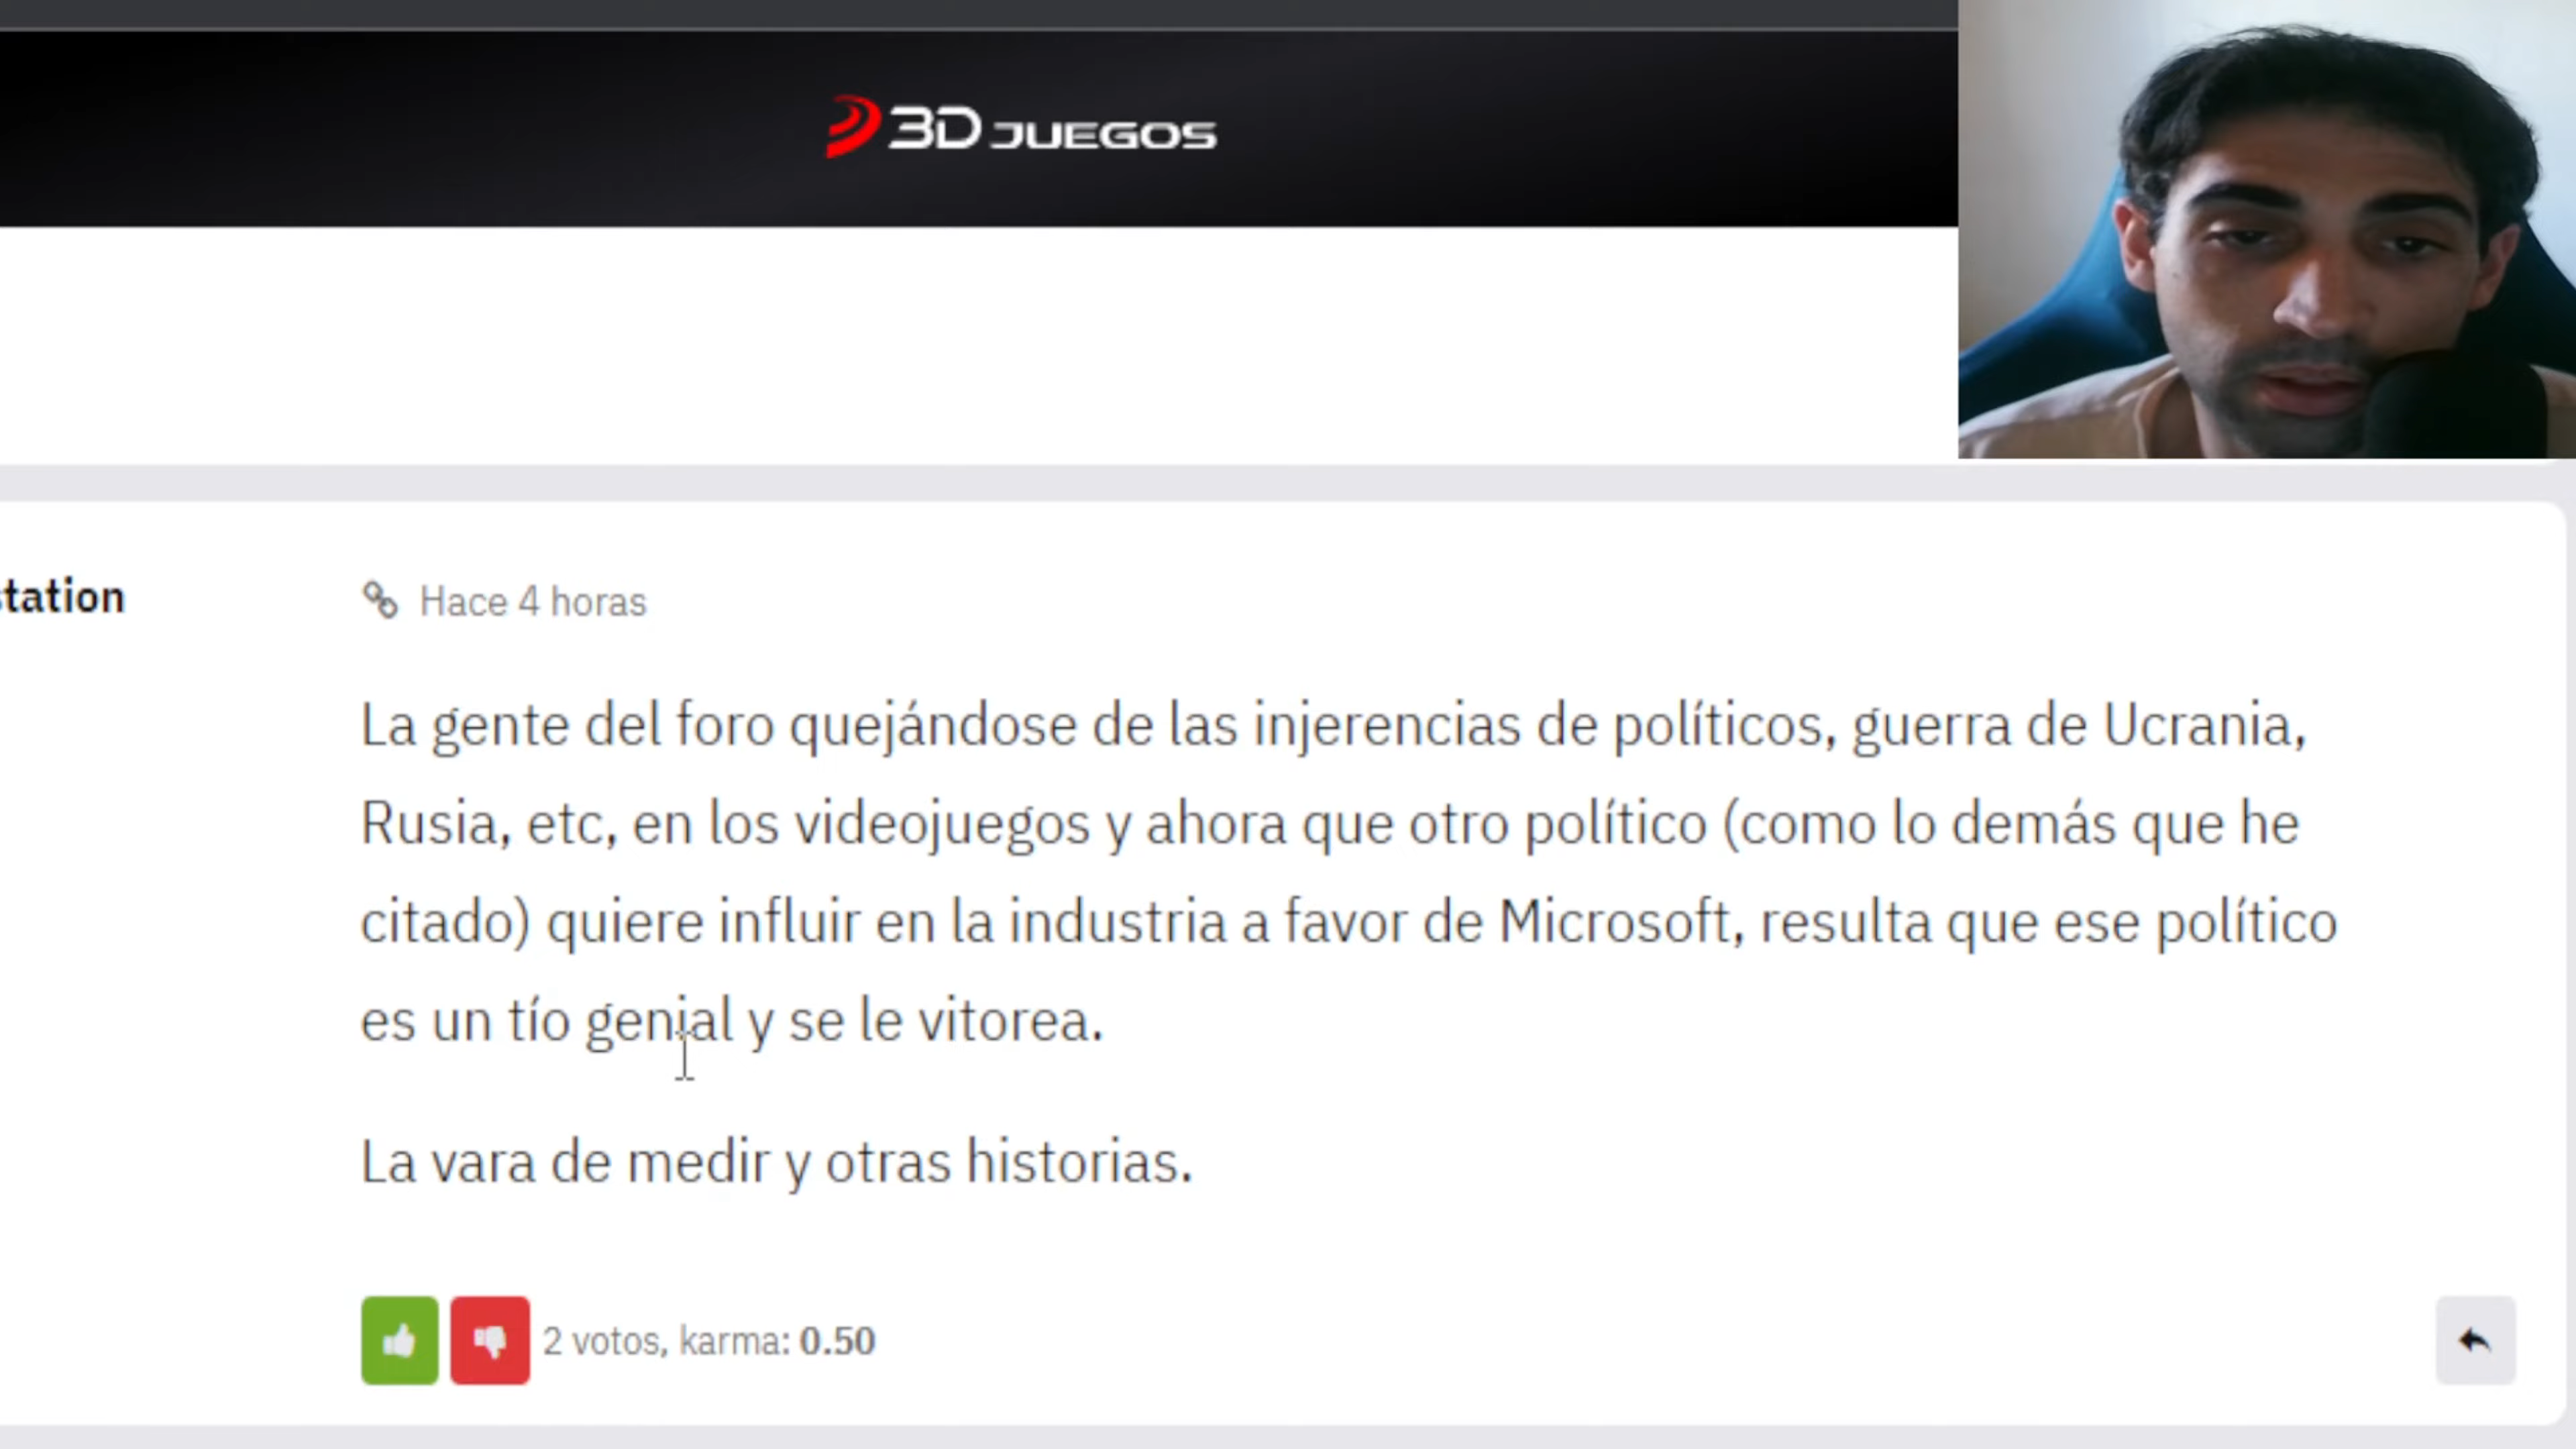 3D JUEGOS
Hace 4 horas
La gente del foro quejándose de las injerencias de políticos, guerra de Ucrania,
Rusia, etc, en los videojuegos y ahora que otro político (como lo demás que he
citado) quiere influir en la industria a favor de Microsoft, resulta que ese político
es un tío genial y se le vitorea.
La vara de medir y otras historias.
2 votos, karma: 0.50